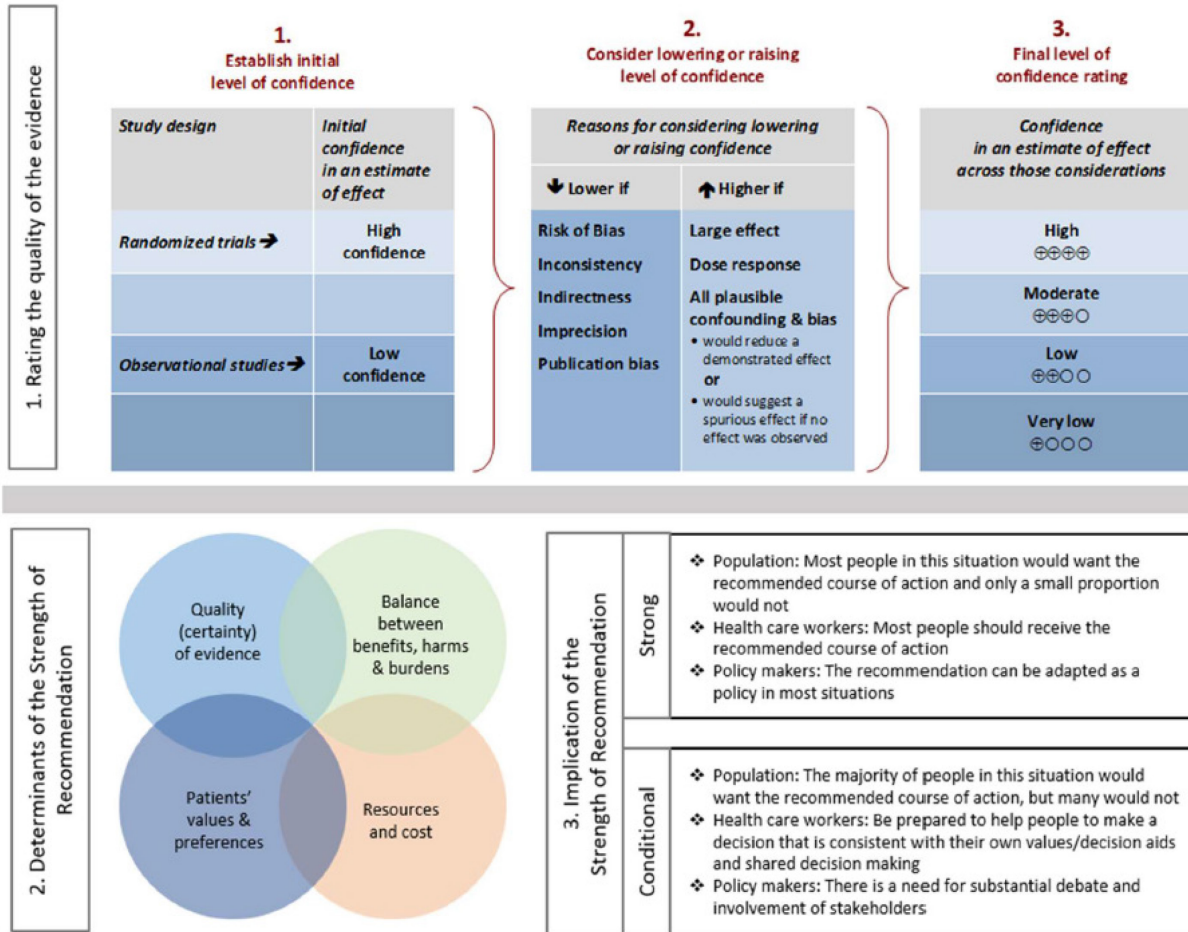 1. Rating the quality of the evidence
1.
Establish initial
level of confidence
Study design
Initial
confidence
in an estimate
of effect
Randomized trials ➔
High
confidence
Observational studies ➔
Low
confidence
2.
Consider lowering or raising
level of confidence
Reasons for considering lowering
or raising confidence
🡇 Lower if
🡅 Higher if
Risk of Bias
Inconsistency
Indirectness
Imprecision
Publication bias
Large effect
Dose response
All plausible
confounding & bias
• would reduce a
demonstrated effect
or
• would suggest a
spurious effect if no
effect was observed
3.
Final level of
confidence rating
Confidence
in an estimate of effect
across those considerations
High
⊕⊕⊕⊕
Moderate
⊕⊕⊕○
Low
⊕⊕○○
Very low
⊕○○○
2. Determinants of the Strength of
Recommendation
Quality
(certainty)
of evidence
Balance
between
benefits, harms
& burdens
Patients'
values &
preferences
Resources
and cost
3. Implication of the
Strength of Recommendation
Strong
❖ Population: Most people in this situation would want the
recommended course of action and only a small proportion
would not
❖ Health care workers: Most people should receive the
recommended course of action
❖ Policy makers: The recommendation can be adapted as a
policy in most situations
Conditional
❖ Population: The majority of people in this situation would
want the recommended course of action, but many would not
❖ Health care workers: Be prepared to help people to make a
decision that is consistent with their own values/decision aids
and shared decision making
❖ Policy makers: There is a need for substantial debate and
involvement of stakeholders